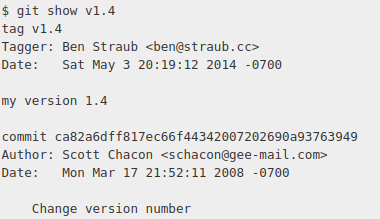 $ git show v1.4
tag v1.4
Tagger: Ben Straub <ben@straub.cc>
Date:   Sat May 3 20:19:12 2014 -0700

my version 1.4

commit ca82a6dff817ec66f44342007202690a93763949
Author: Scott Chacon <schacon@gee-mail.com>
Date:   Mon Mar 17 21:52:11 2008 -0700

    Change version number